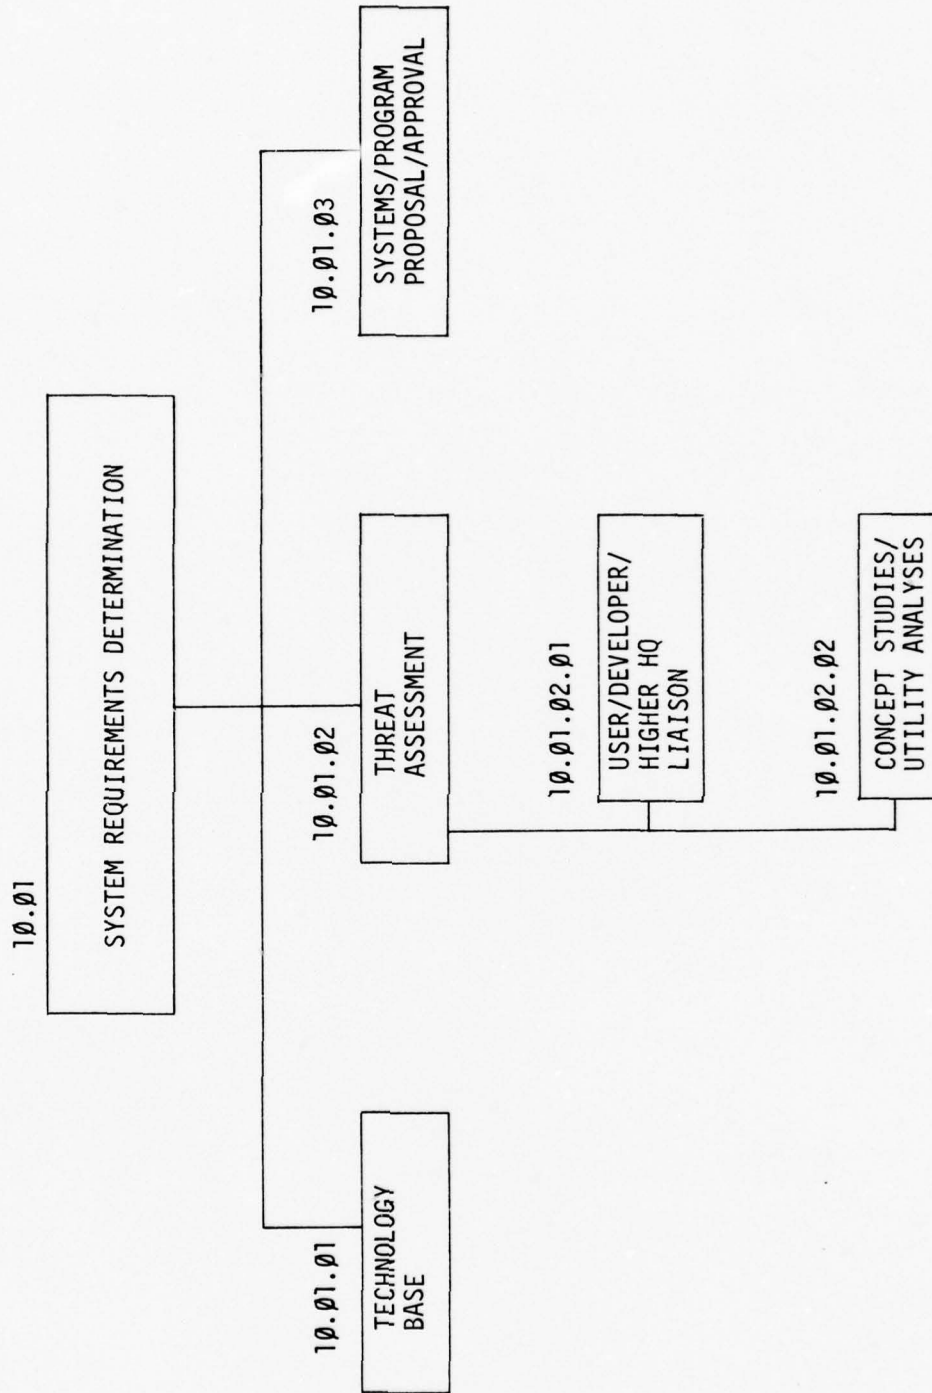 10.01
SYSTEM REQUIREMENTS DETERMINATION
10.01.01
TECHNOLOGY
BASE
10.01.02
THREAT
ASSESSMENT
10.01.02.01
USER/DEVELOPER/
HIGHER HQ
LIAISON
10.01.02.02
CONCEPT STUDIES/
UTILITY ANALYSES
10.01.03
SYSTEMS/PROGRAM
PROPOSAL/APPROVAL